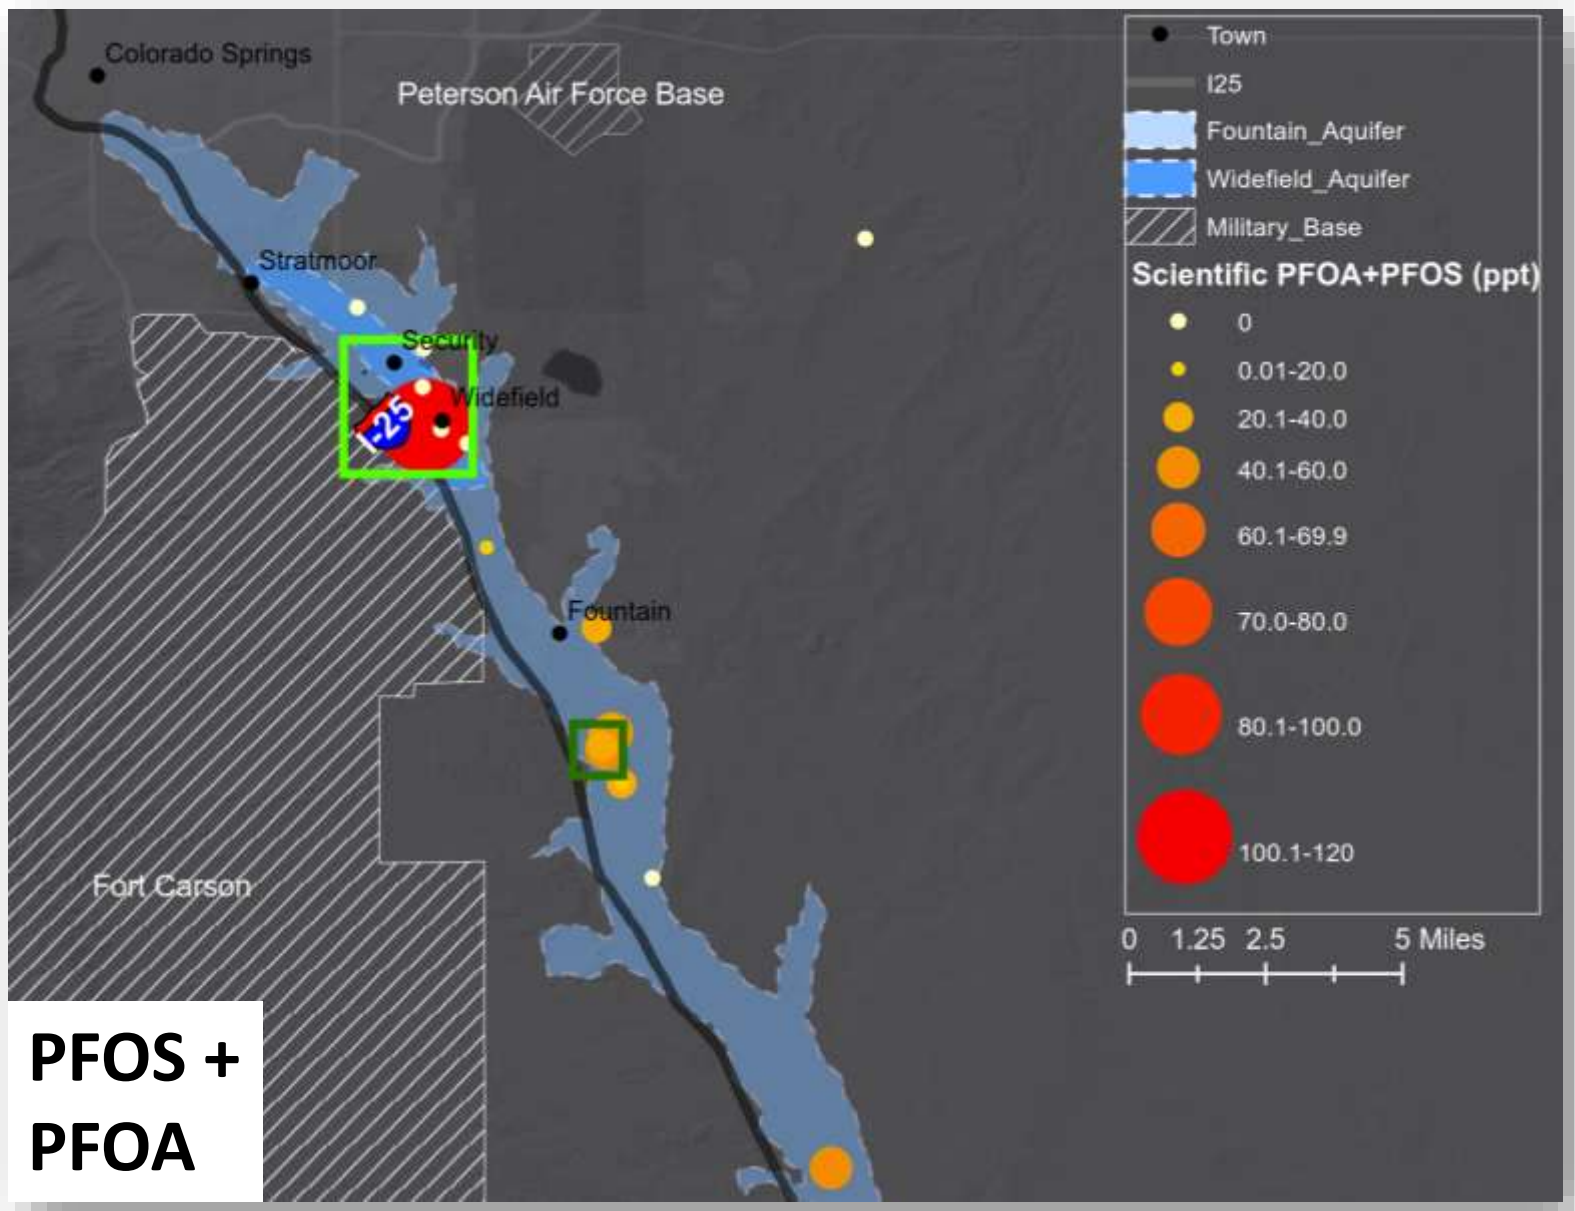 Colorado Springs
Peterson Air Force Base
Stratmoor
Security
Widefield
I-25
Fountain
Fort Carson
PFOS +
PFOA
Town
I25
Fountain_Aquifer
Widefield_Aquifer
Military_Base
Scientific PFOA+PFOS (ppt)
0
0.01-20.0
20.1-40.0
40.1-60.0
60.1-69.9
70.0-80.0
80.1-100.0
100.1-120
0 1.25 2.5 5 Miles